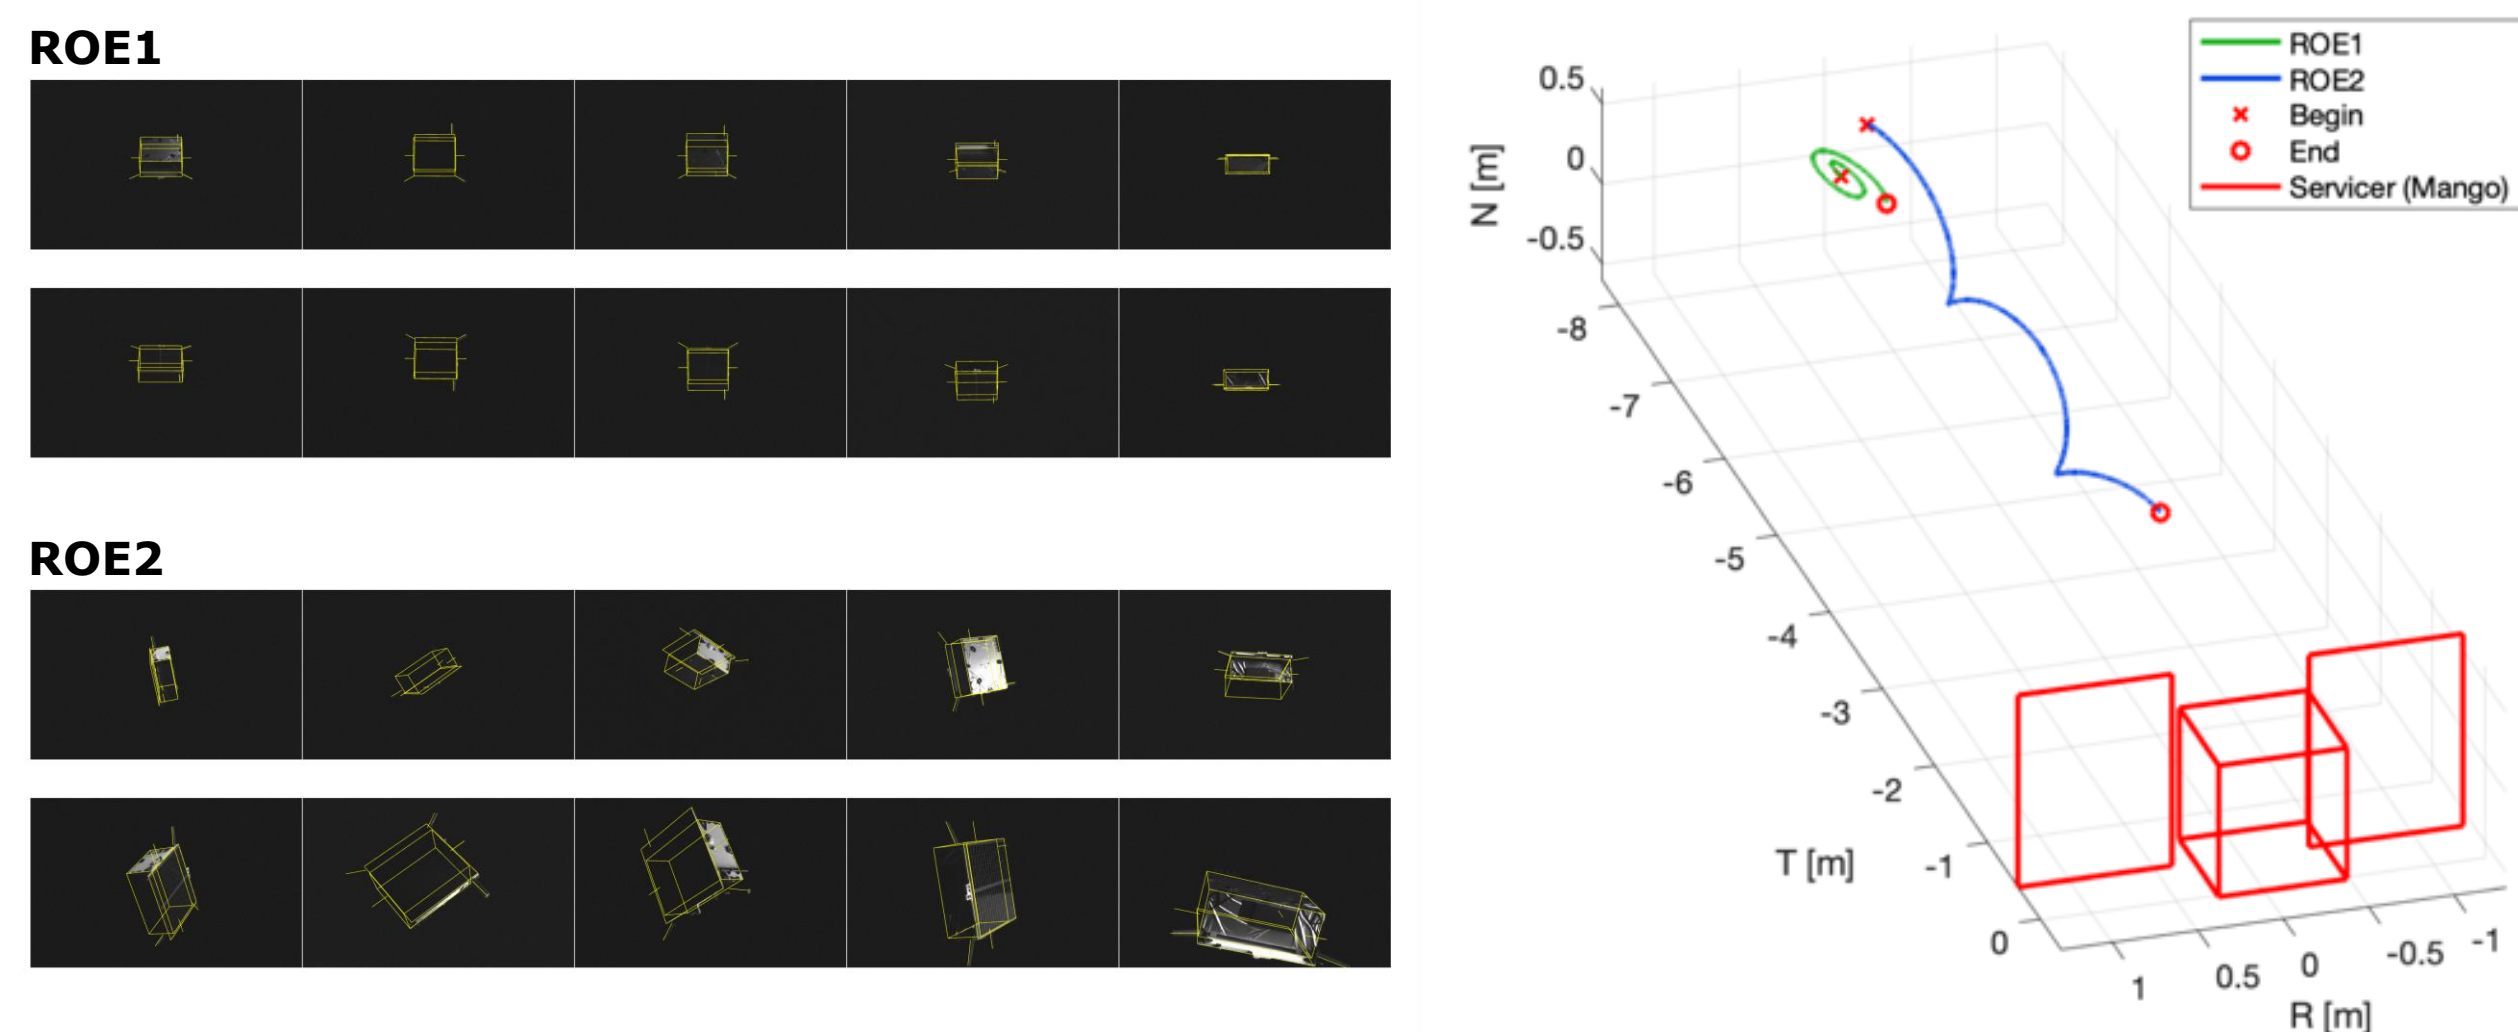 ROE1
ROE2
ROE1
ROE2
Begin
End
Servicer (Mango)
N [m]
0.5
0
-0.5
-8
-7
-6
-5
-4
-3
-2
-1
0
T [m]
1
0.5
0
-0.5
-1
R [m]